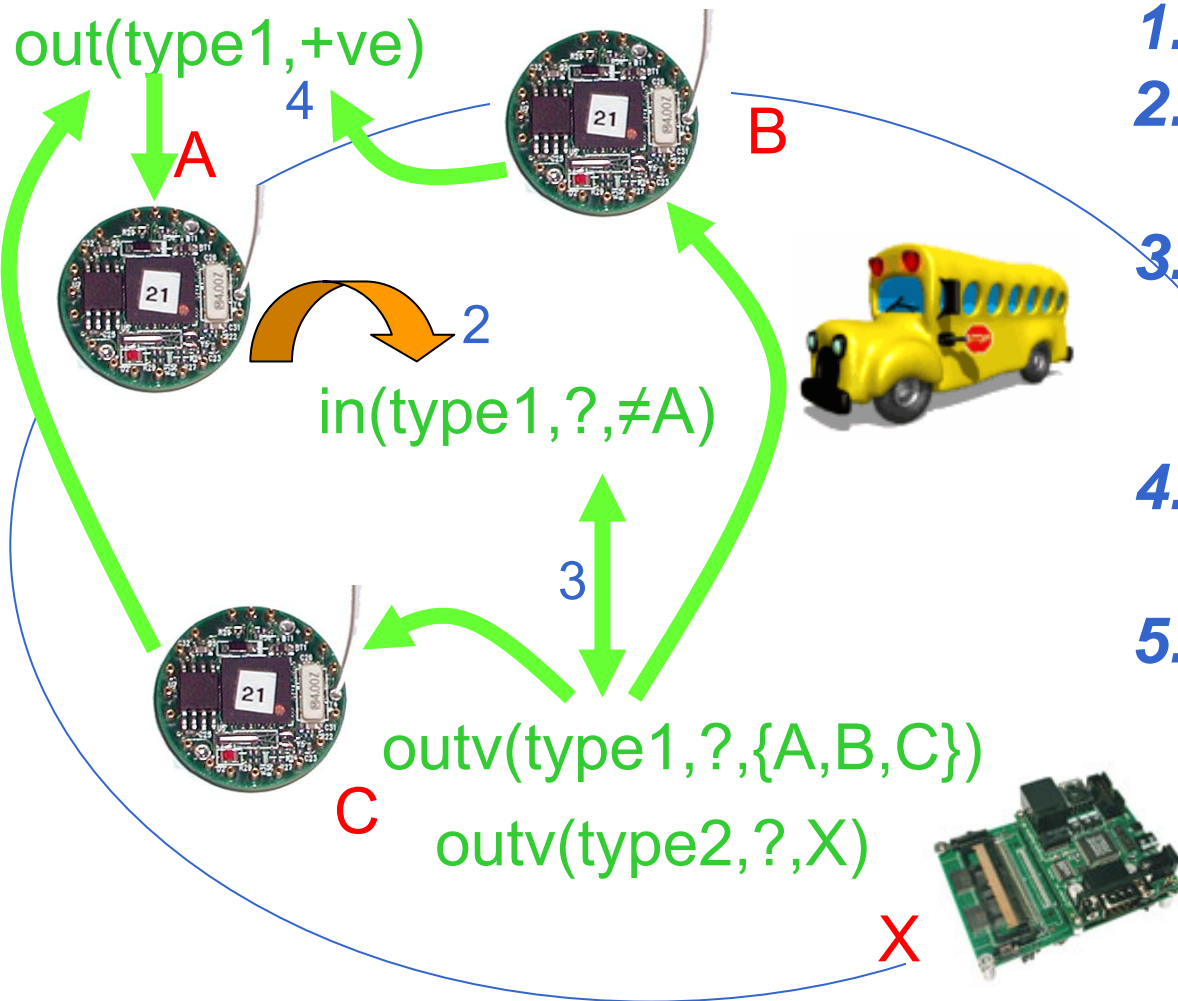 out(type1,+ve)
1.
4
B
2.
21
A
3.
21
2
in(type1,?,≠A)
STOP
4.
3
5.
21
outv(type1,?,{A,B,C})
C
outv(type2,?,X)
X